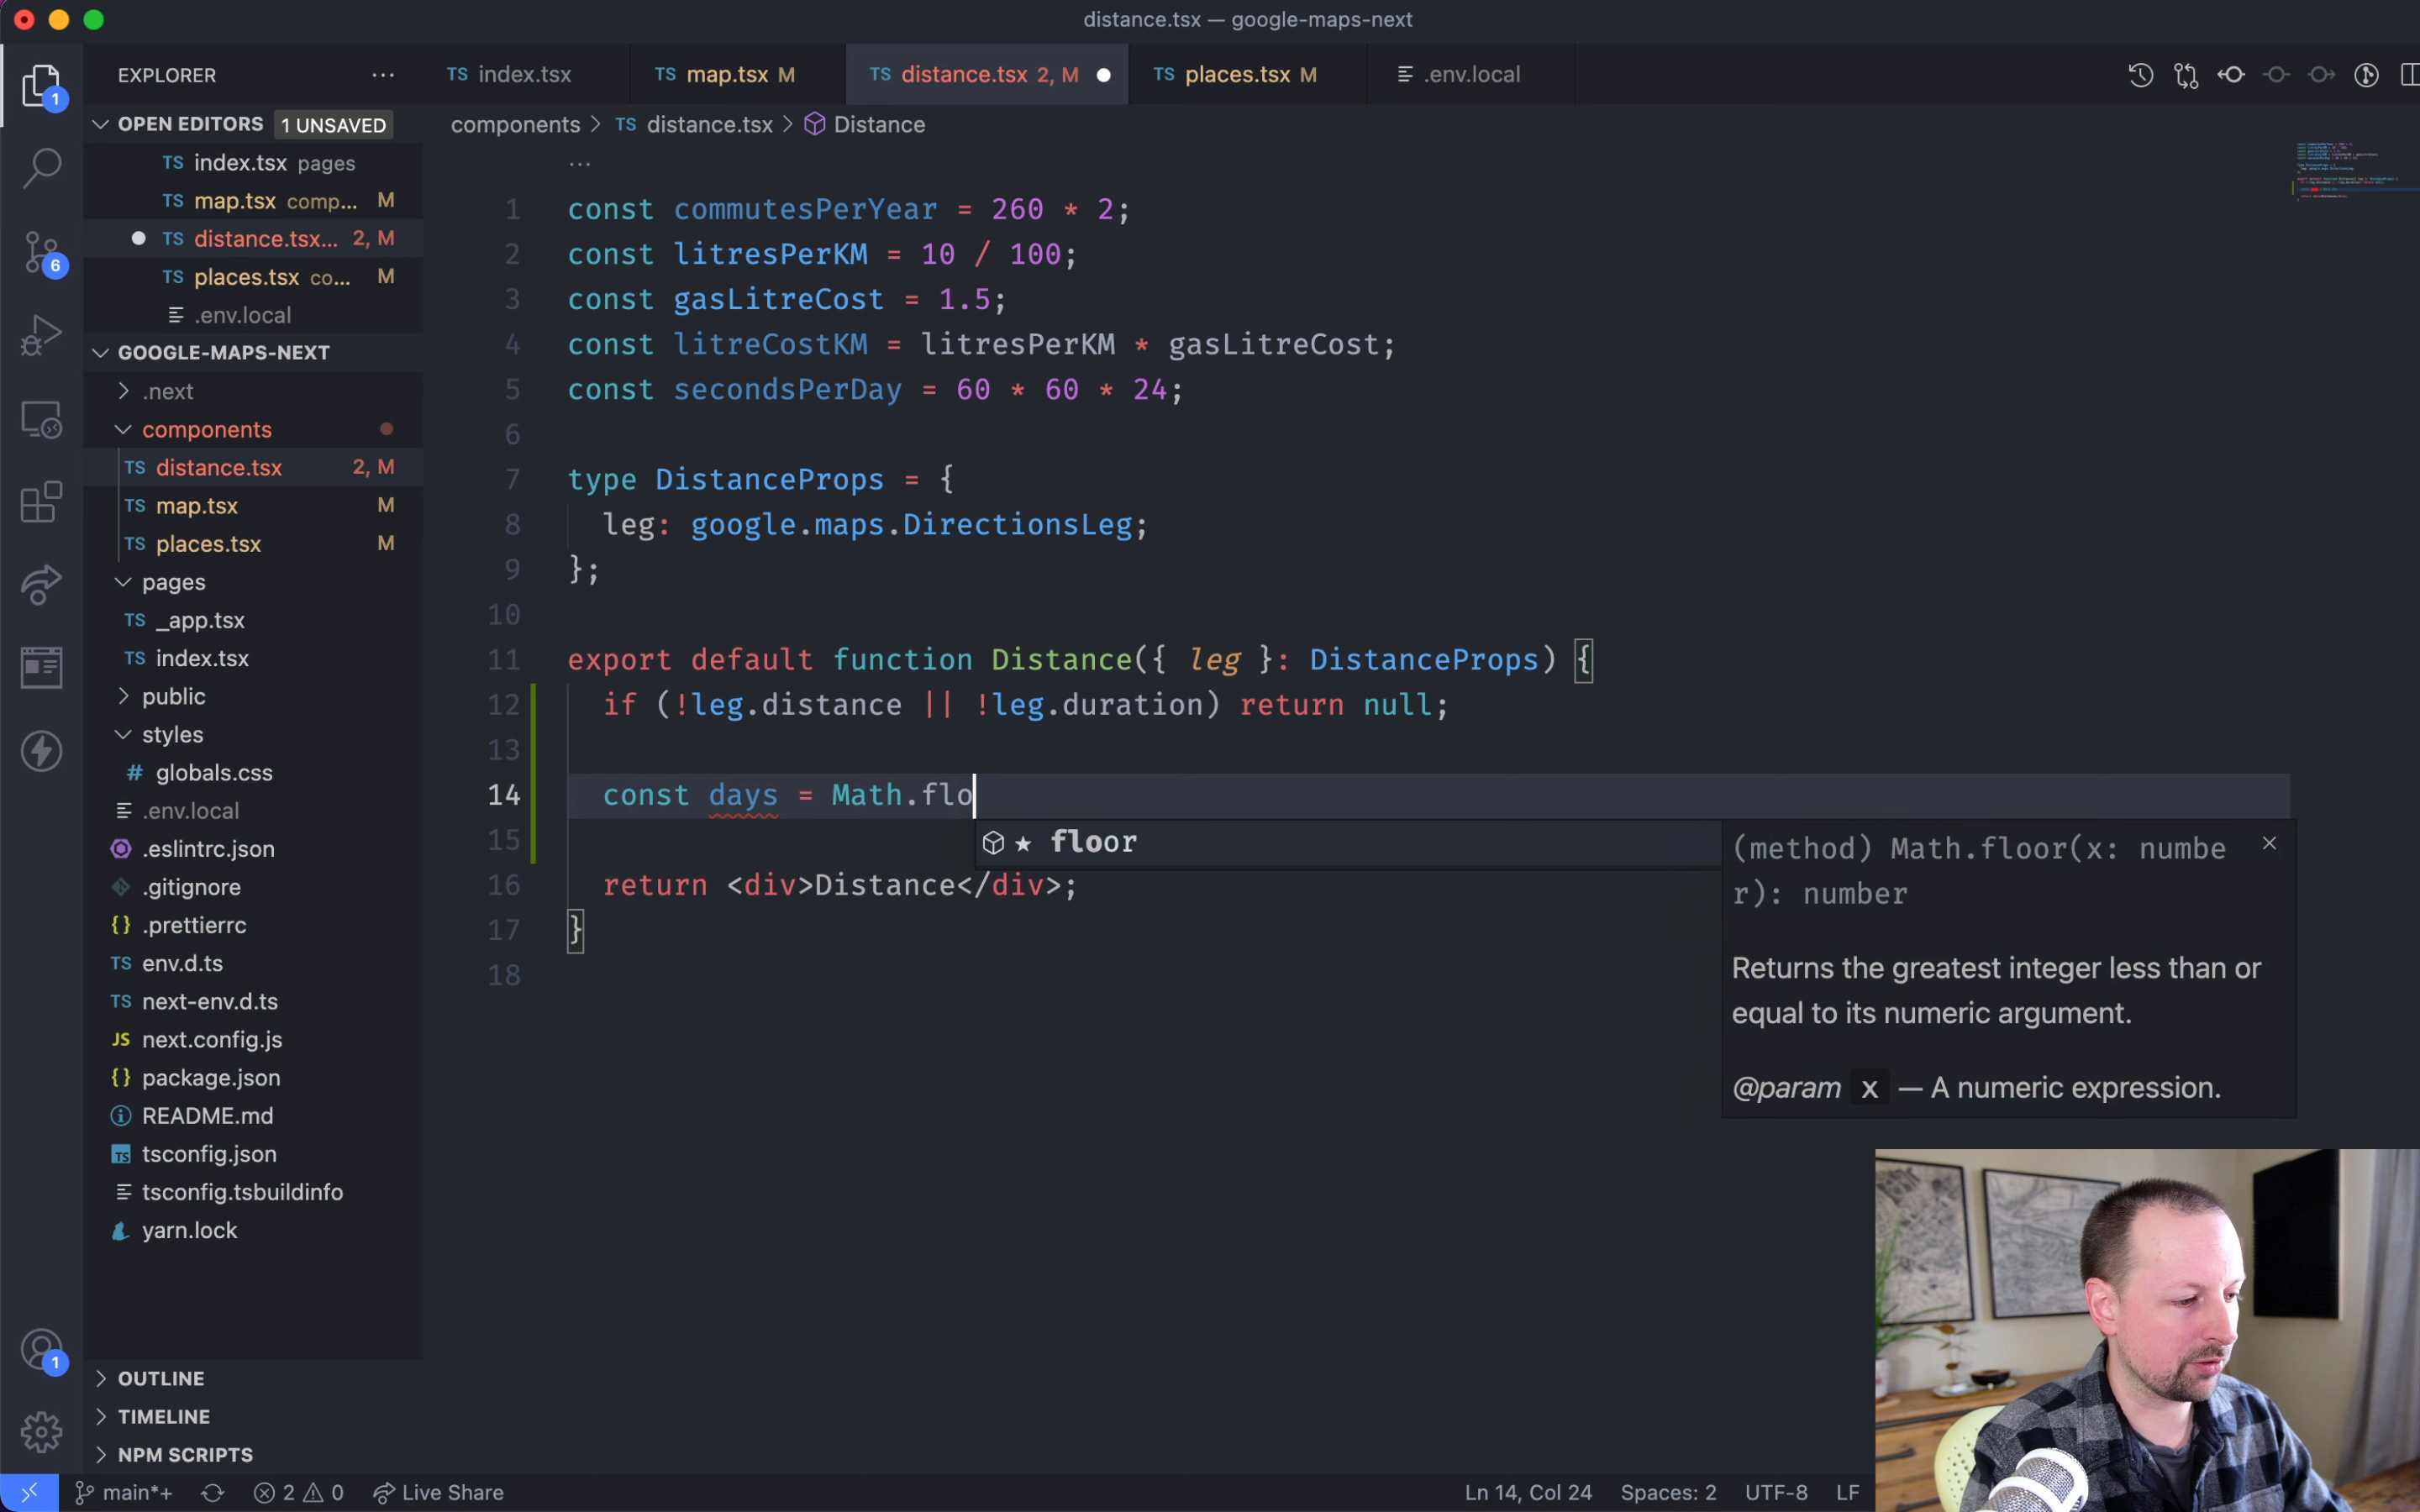 distance.tsx — google-maps-next
EXPLORER
TS index.tsx
TS map.tsx M
TS distance.tsx 2, M
TS places.tsx M
.env.local
OPEN EDITORS 1 UNSAVED
TS index.tsx pages
TS map.tsx comp... M
TS distance.tsx... 2, M
TS places.tsx co... M
.env.local
GOOGLE-MAPS-NEXT
.next
components
TS distance.tsx 2, M
TS map.tsx M
TS places.tsx M
pages
TS _app.tsx
TS index.tsx
public
styles
# globals.css
.env.local
.eslintrc.json
.gitignore
{} .prettierrc
TS env.d.ts
TS next-env.d.ts
JS next.config.js
{} package.json
README.md
TS tsconfig.json
tsconfig.tsbuildinfo
yarn.lock
OUTLINE
TIMELINE
NPM SCRIPTS
1
6
1
components > TS distance.tsx > Distance
...
1 const commutesPerYear = 260 * 2;
2 const litresPerKM = 10 / 100;
3 const gasLitreCost = 1.5;
4 const litreCostKM = litresPerKM * gasLitreCost;
5 const secondsPerDay = 60 * 60 * 24;
6
7 type DistanceProps = {
8 leg: google.maps.DirectionsLeg;
9 };
10
11 export default function Distance({ leg }: DistanceProps) {
12 if (!leg.distance || !leg.duration) return null;
13
14 const days = Math.flo
15
16 return <div>Distance</div>;
17 }
18
floor
(method) Math.floor(x: numbe
r): number
Returns the greatest integer less than or
equal to its numeric argument.
@param x — A numeric expression.
main*+
2 0
Live Share
Ln 14, Col 24
Spaces: 2
UTF-8
LF